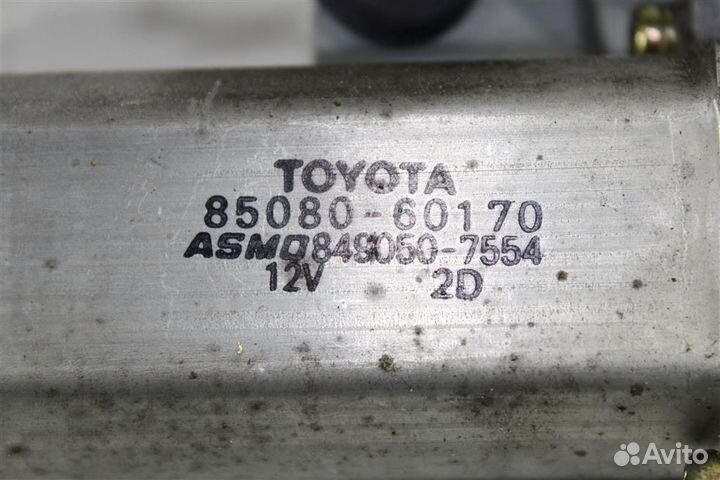 TOYOTA
85080-60170
ASMO 849050-7554
12V 2D
Avito